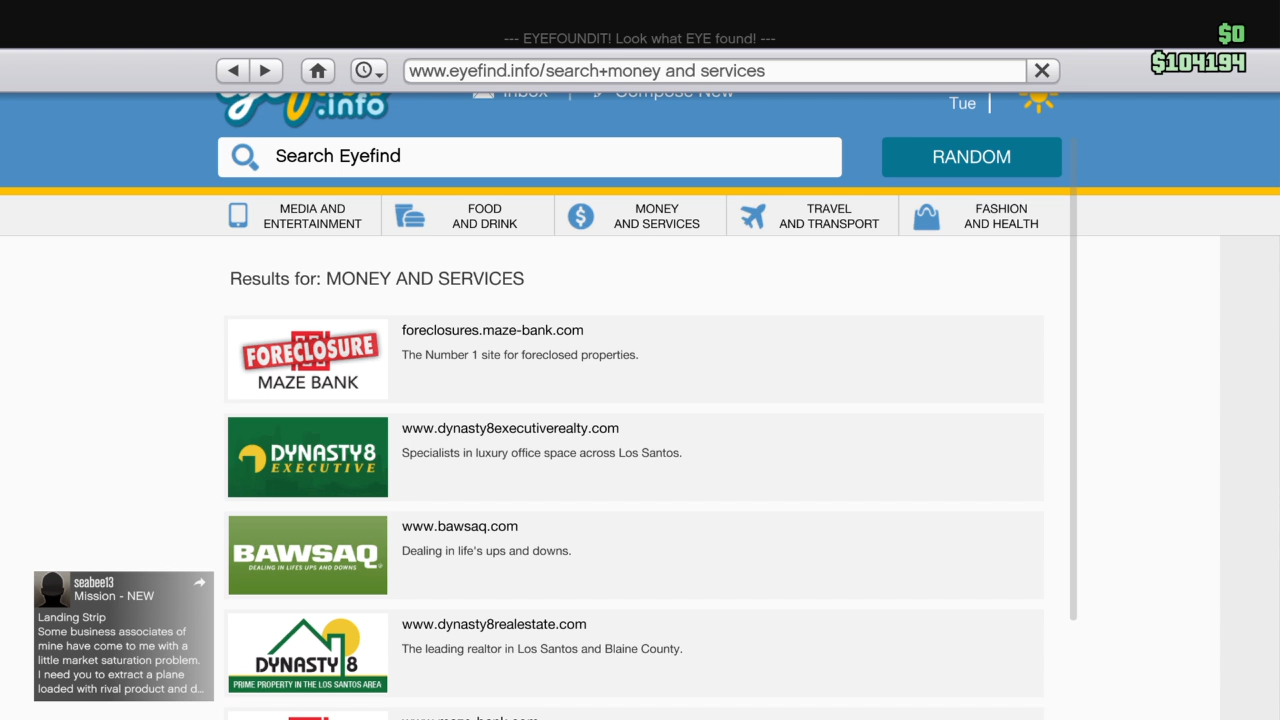 --- EYEFOUNDIT! Look what EYE found! ---
$0
$104194
www.eyefind.info/search+money and services
.info
Inbox
Compose New
Tue
Search Eyefind
RANDOM
MEDIA AND
ENTERTAINMENT
FOOD
AND DRINK
MONEY
AND SERVICES
TRAVEL
AND TRANSPORT
FASHION
AND HEALTH
Results for: MONEY AND SERVICES
FORECLOSURE
MAZE BANK
foreclosures.maze-bank.com
The Number 1 site for foreclosed properties.
DYNASTY8
EXECUTIVE
www.dynasty8executiverealty.com
Specialists in luxury office space across Los Santos.
BAWSAQ
DEALING IN LIFES UPS AND DOWNS
www.bawsaq.com
Dealing in life's ups and downs.
DYNASTY 8
PRIME PROPERTY IN THE LOS SANTOS AREA
www.dynasty8realestate.com
The leading realtor in Los Santos and Blaine County.
www.maze-bank.com
seabee13
Mission - NEW
Landing Strip
Some business associates of
mine have come to me with a
little market saturation problem.
I need you to extract a plane
loaded with rival product and d...